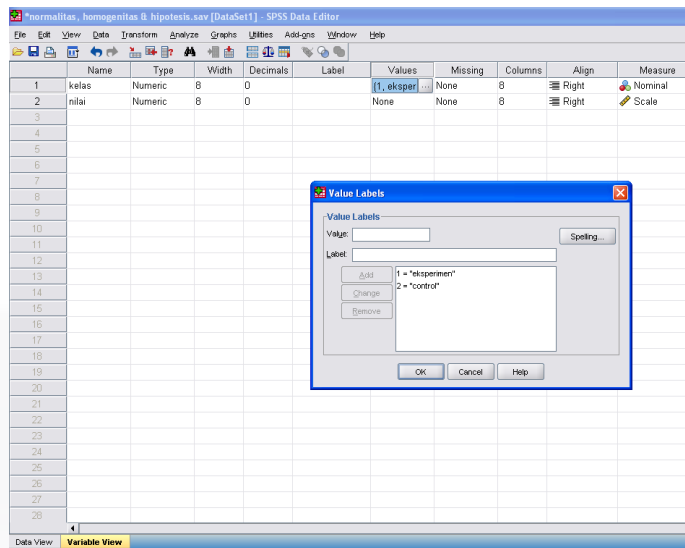 *normalitas, homogenitas & hipotesis.sav [DataSet1] - SPSS Data Editor
File Edit View Data Transform Analyze Graphs Utilities Add-ons Window Help
Name Type Width Decimals Label Values Missing Columns Align Measure
1 kelas Numeric 8 0 {1, eksper ... None 8 Right Nominal
2 nilai Numeric 8 0 None None 8 Right Scale
3
4
5
6
7
8
9
10
11
12
13
14
15
16
17
18
19
20
21
22
23
24
25
26
27
28
Value Labels
Value Labels
Value:
Spelling...
Label:
Add
Change
Remove
1 = "eksperimen"
2 = "control"
OK Cancel Help
Data View Variable View